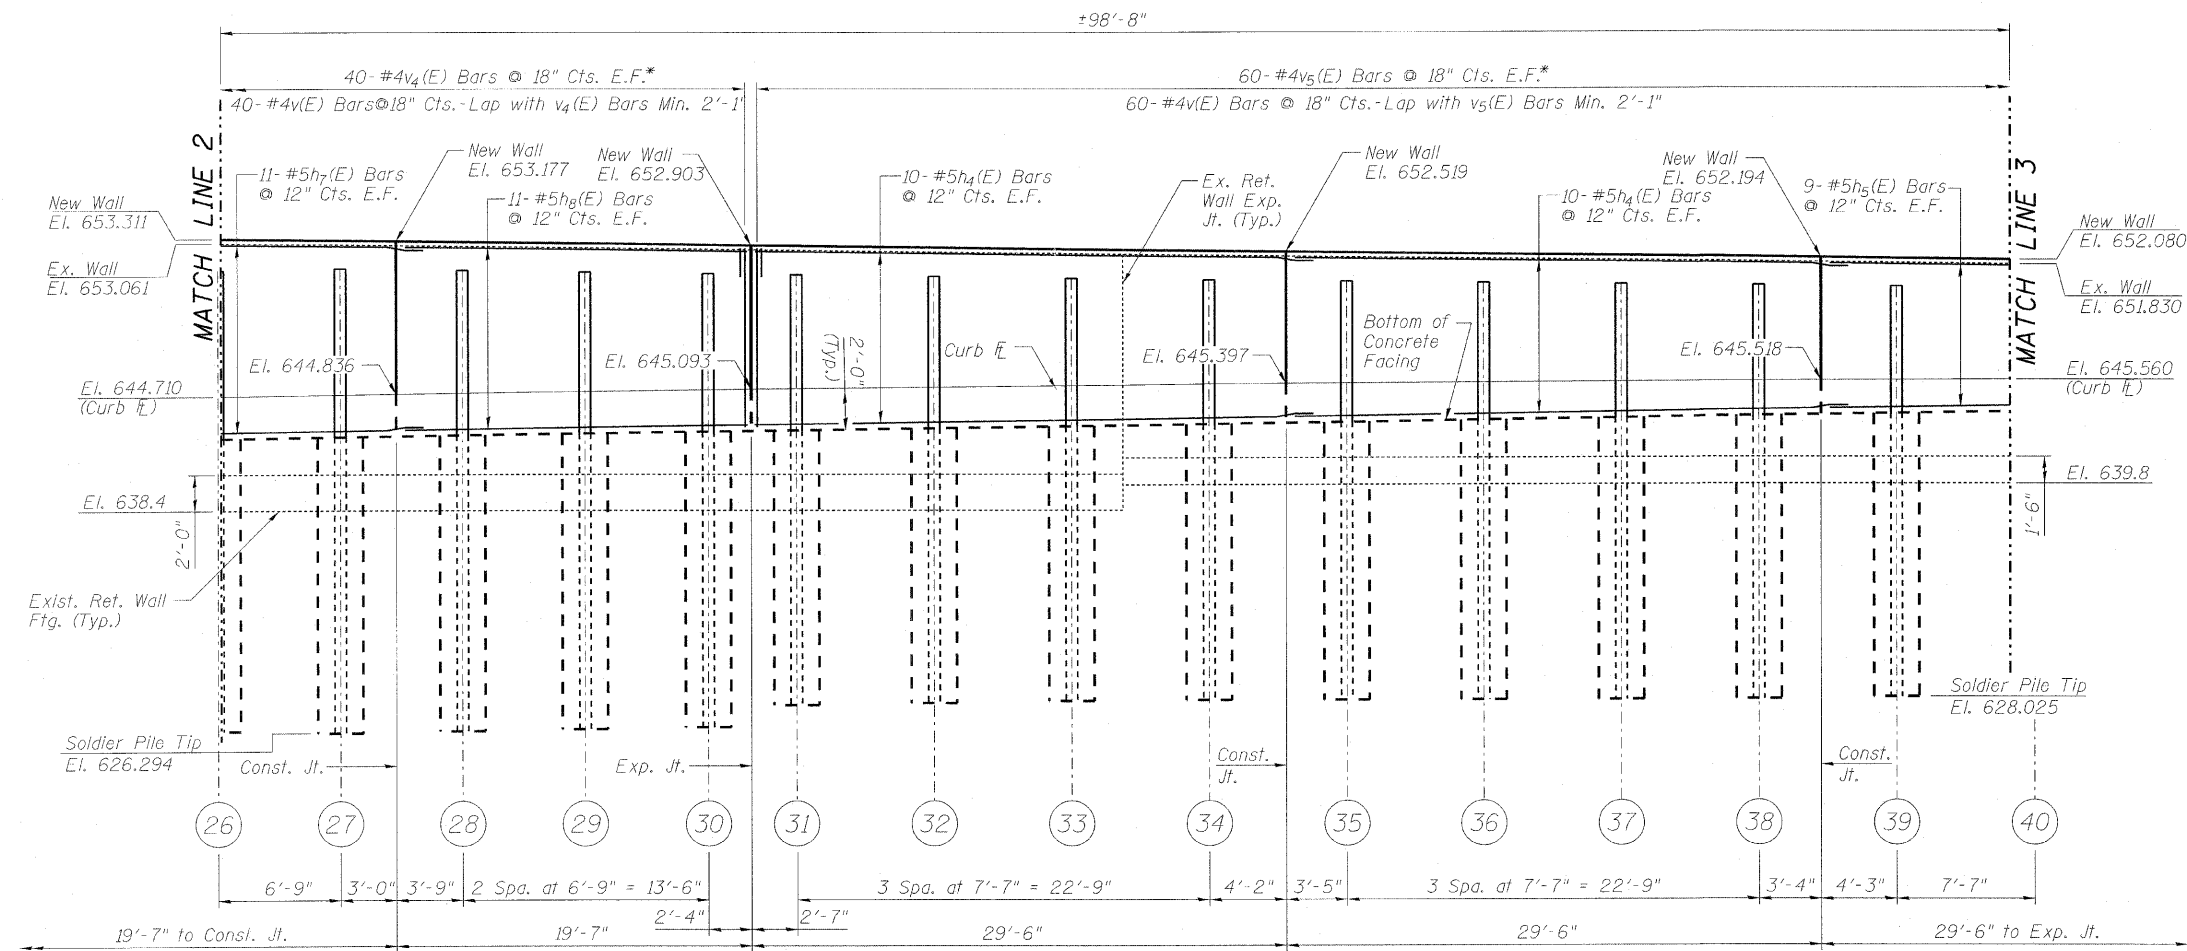 ±98'-8"
40- #4v4(E) Bars @ 18" Cts. E.F.*
60- #4v5(E) Bars @ 18" Cts. E.F.*
40- #4v(E) Bars@18" Cts.-Lap with v4(E) Bars Min. 2'-1"
60- #4v(E) Bars @ 18" Cts.-Lap with v5(E) Bars Min. 2'-1"
MATCH LINE 2
MATCH LINE 3
New Wall
El. 653.311
Ex. Wall
El. 653.061
11- #5h7(E) Bars
@ 12" Cts. E.F.
New Wall
El. 653.177
11- #5h8(E) Bars
@ 12" Cts. E.F.
New Wall
El. 652.903
10- #5h4(E) Bars
@ 12" Cts. E.F.
Ex. Ret.
Wall Exp.
Jt. (Typ.)
New Wall
El. 652.519
10- #5h4(E) Bars
@ 12" Cts. E.F.
New Wall
El. 652.194
9- #5h5(E) Bars
@ 12" Cts. E.F.
New Wall
El. 652.080
Ex. Wall
El. 651.830
El. 644.710
(Curb ℄)
El. 644.836
El. 645.093
2'-0"
(Typ.)
Curb ℄
El. 645.397
Bottom of
Concrete
Facing
El. 645.518
El. 645.560
(Curb ℄)
El. 638.4
2'-0"
El. 639.8
1'-6"
Exist. Ret. Wall
Ftg. (Typ.)
Soldier Pile Tip
El. 626.294
Const. Jt.
Exp. Jt.
Const.
Jt.
Const.
Jt.
Soldier Pile Tip
El. 628.025
26 27 28 29 30 31 32 33 34 35 36 37 38 39 40
6'-9" 3'-0" 3'-9" 2 Spa. at 6'-9" = 13'-6" 3 Spa. at 7'-7" = 22'-9" 4'-2" 3'-5" 3 Spa. at 7'-7" = 22'-9" 3'-4" 4'-3" 7'-7"
2'-4" 2'-7"
19'-7" to Const. Jt. 19'-7" 29'-6" 29'-6" 29'-6" to Exp. Jt.